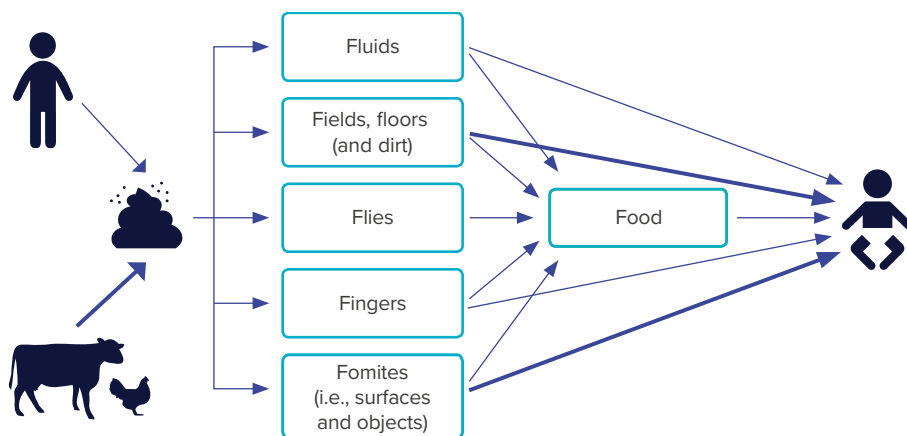 Fluids
Fields, floors
(and dirt)
Flies
Food
Fingers
Fomites
(i.e., surfaces
and objects)